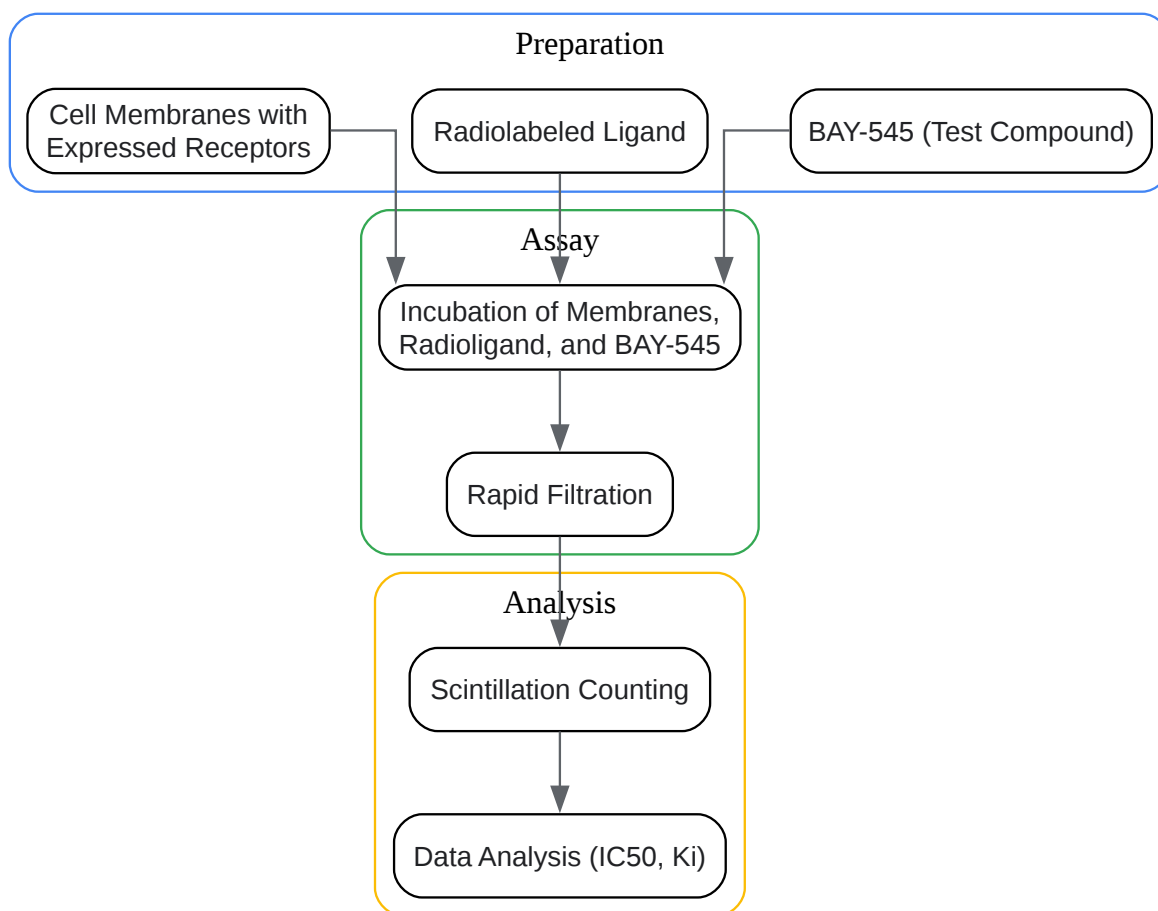 Preparation
Cell Membranes with
Expressed Receptors
Radiolabeled Ligand
BAY-545 (Test Compound)
Assay
Incubation of Membranes,
Radioligand, and BAY-545
Rapid Filtration
Analysis
Scintillation Counting
Data Analysis (IC50, Ki)